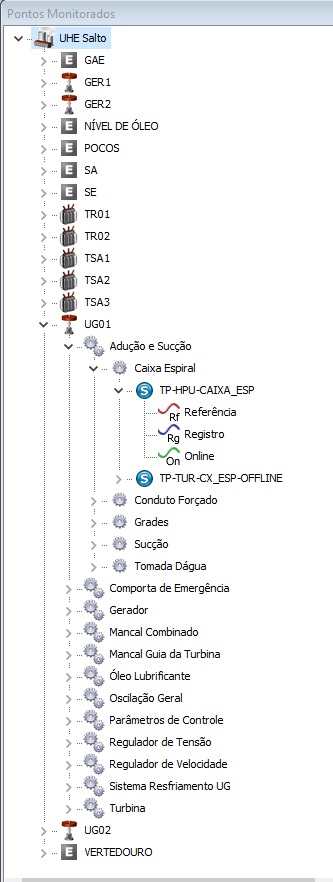 Pontos Monitorados
UHE Salto
E GAE
GER1
GER2
E NÍVEL DE ÓLEO
E POCOS
E SA
E SE
TR01
TR02
TSA1
TSA2
TSA3
UG01
Adução e Sucção
Caixa Espiral
S TP-HPU-CAIXA_ESP
Rf Referência
Rg Registro
On Online
S TP-TUR-CX_ESP-OFFLINE
Conduto Forçado
Grades
Sucção
Tomada Dágua
Comporta de Emergência
Gerador
Mancal Combinado
Mancal Guia da Turbina
Óleo Lubrificante
Oscilação Geral
Parâmetros de Controle
Regulador de Tensão
Regulador de Velocidade
Sistema Resfriamento UG
Turbina
UG02
E VERTEDOURO